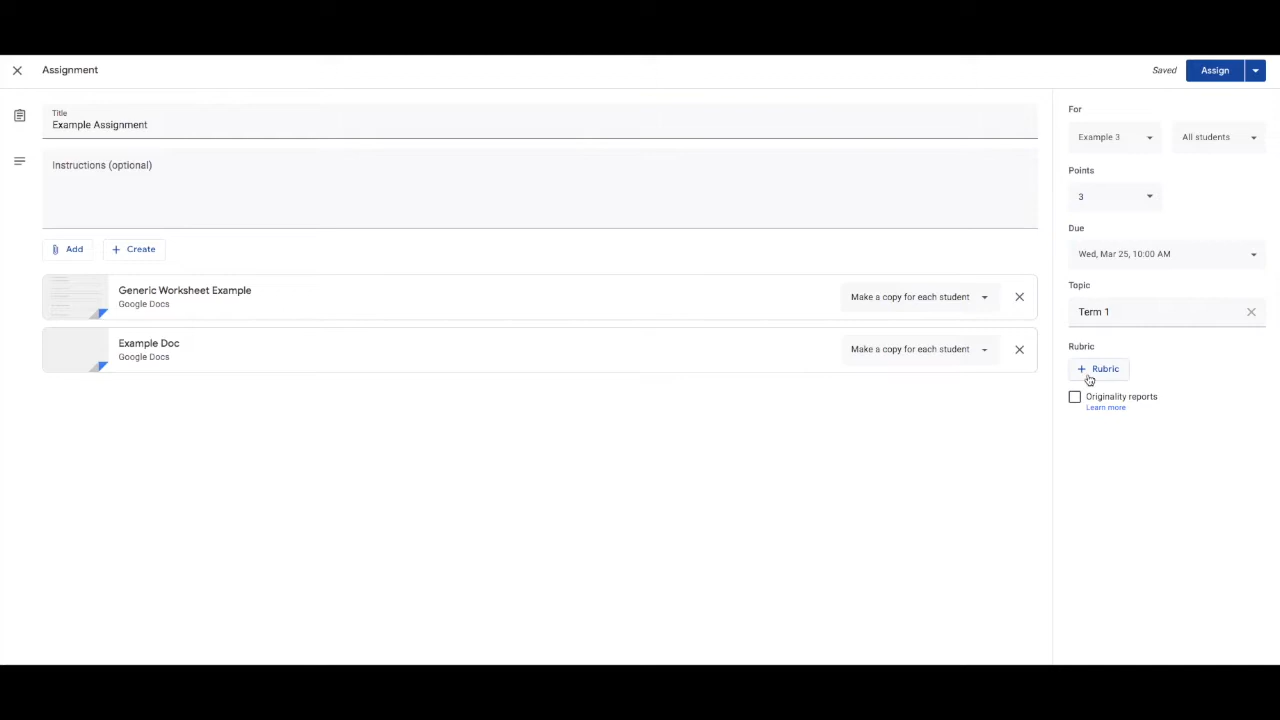 Assignment
Saved
Assign
Title
Example Assignment
Instructions (optional)
Add
Create
Generic Worksheet Example
Google Docs
Make a copy for each student
Example Doc
Google Docs
Make a copy for each student
For
Example 3
All students
Points
3
Due
Wed, Mar 25, 10:00 AM
Topic
Term 1
Rubric
+ Rubric
Originality reports
Learn more